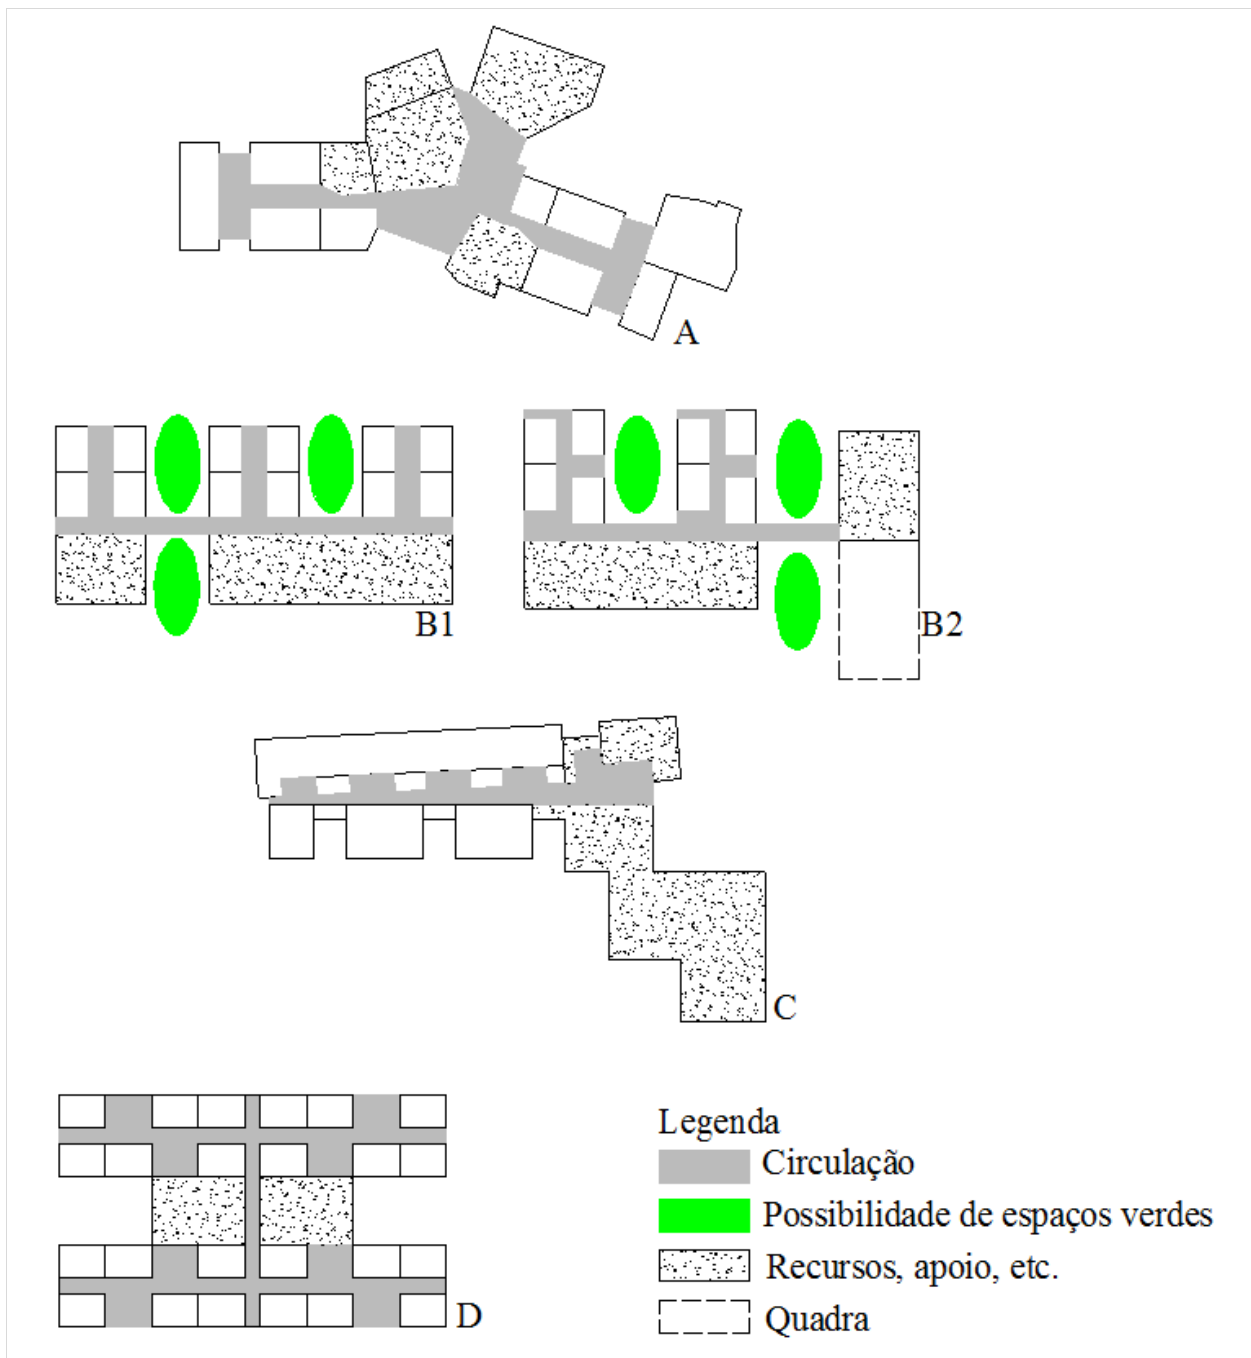 A
B1
B2
C
D
Legenda
Circulação
Possibilidade de espaços verdes
Recursos, apoio, etc.
Quadra